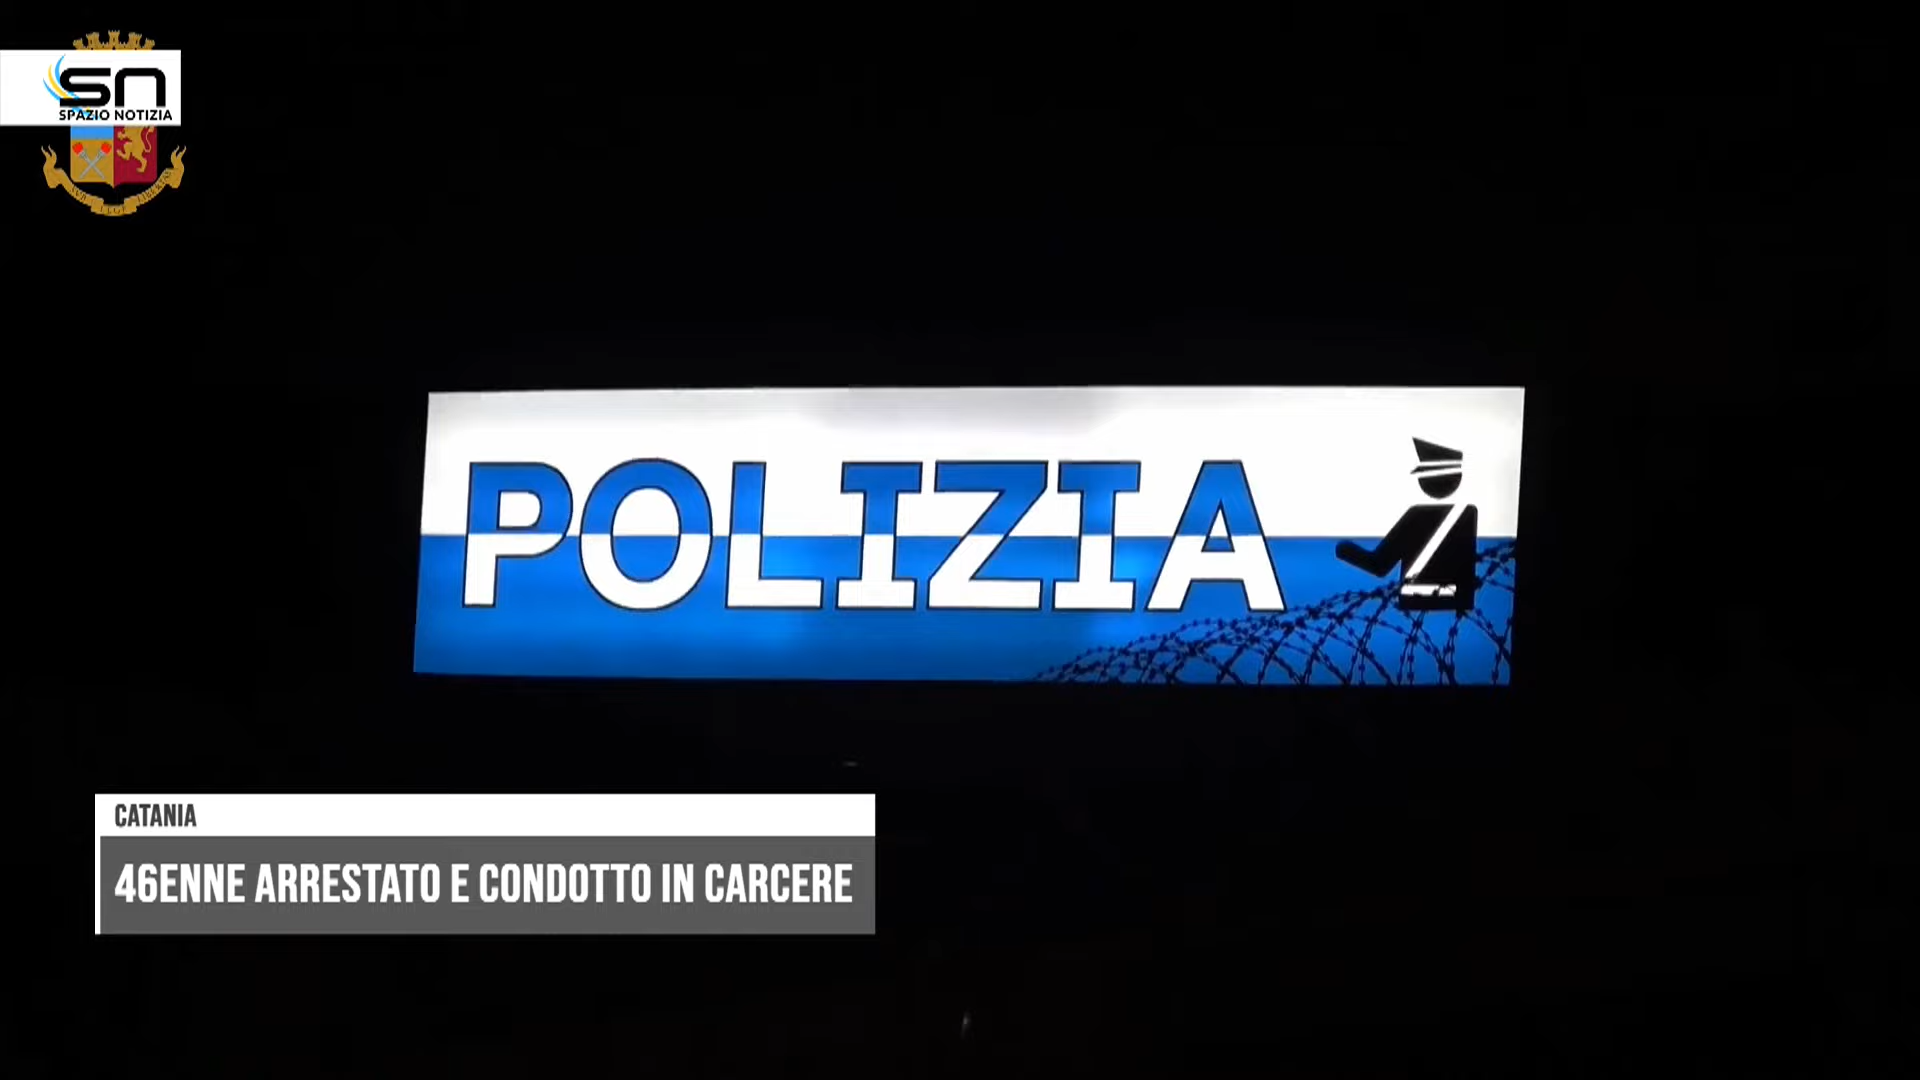 SN
SPAZIO NOTIZIA
POLIZIA
CATANIA
46ENNE ARRESTATO E CONDOTTO IN CARCERE